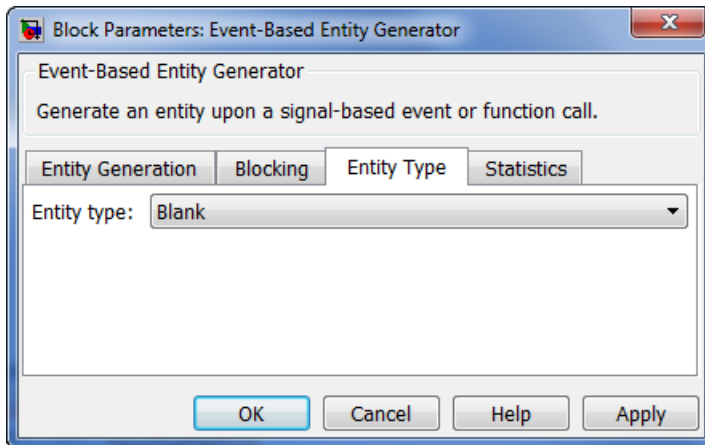 Block Parameters: Event-Based Entity Generator
Event-Based Entity Generator
Generate an entity upon a signal-based event or function call.
Entity Generation Blocking Entity Type Statistics
Entity type: Blank
OK Cancel Help Apply